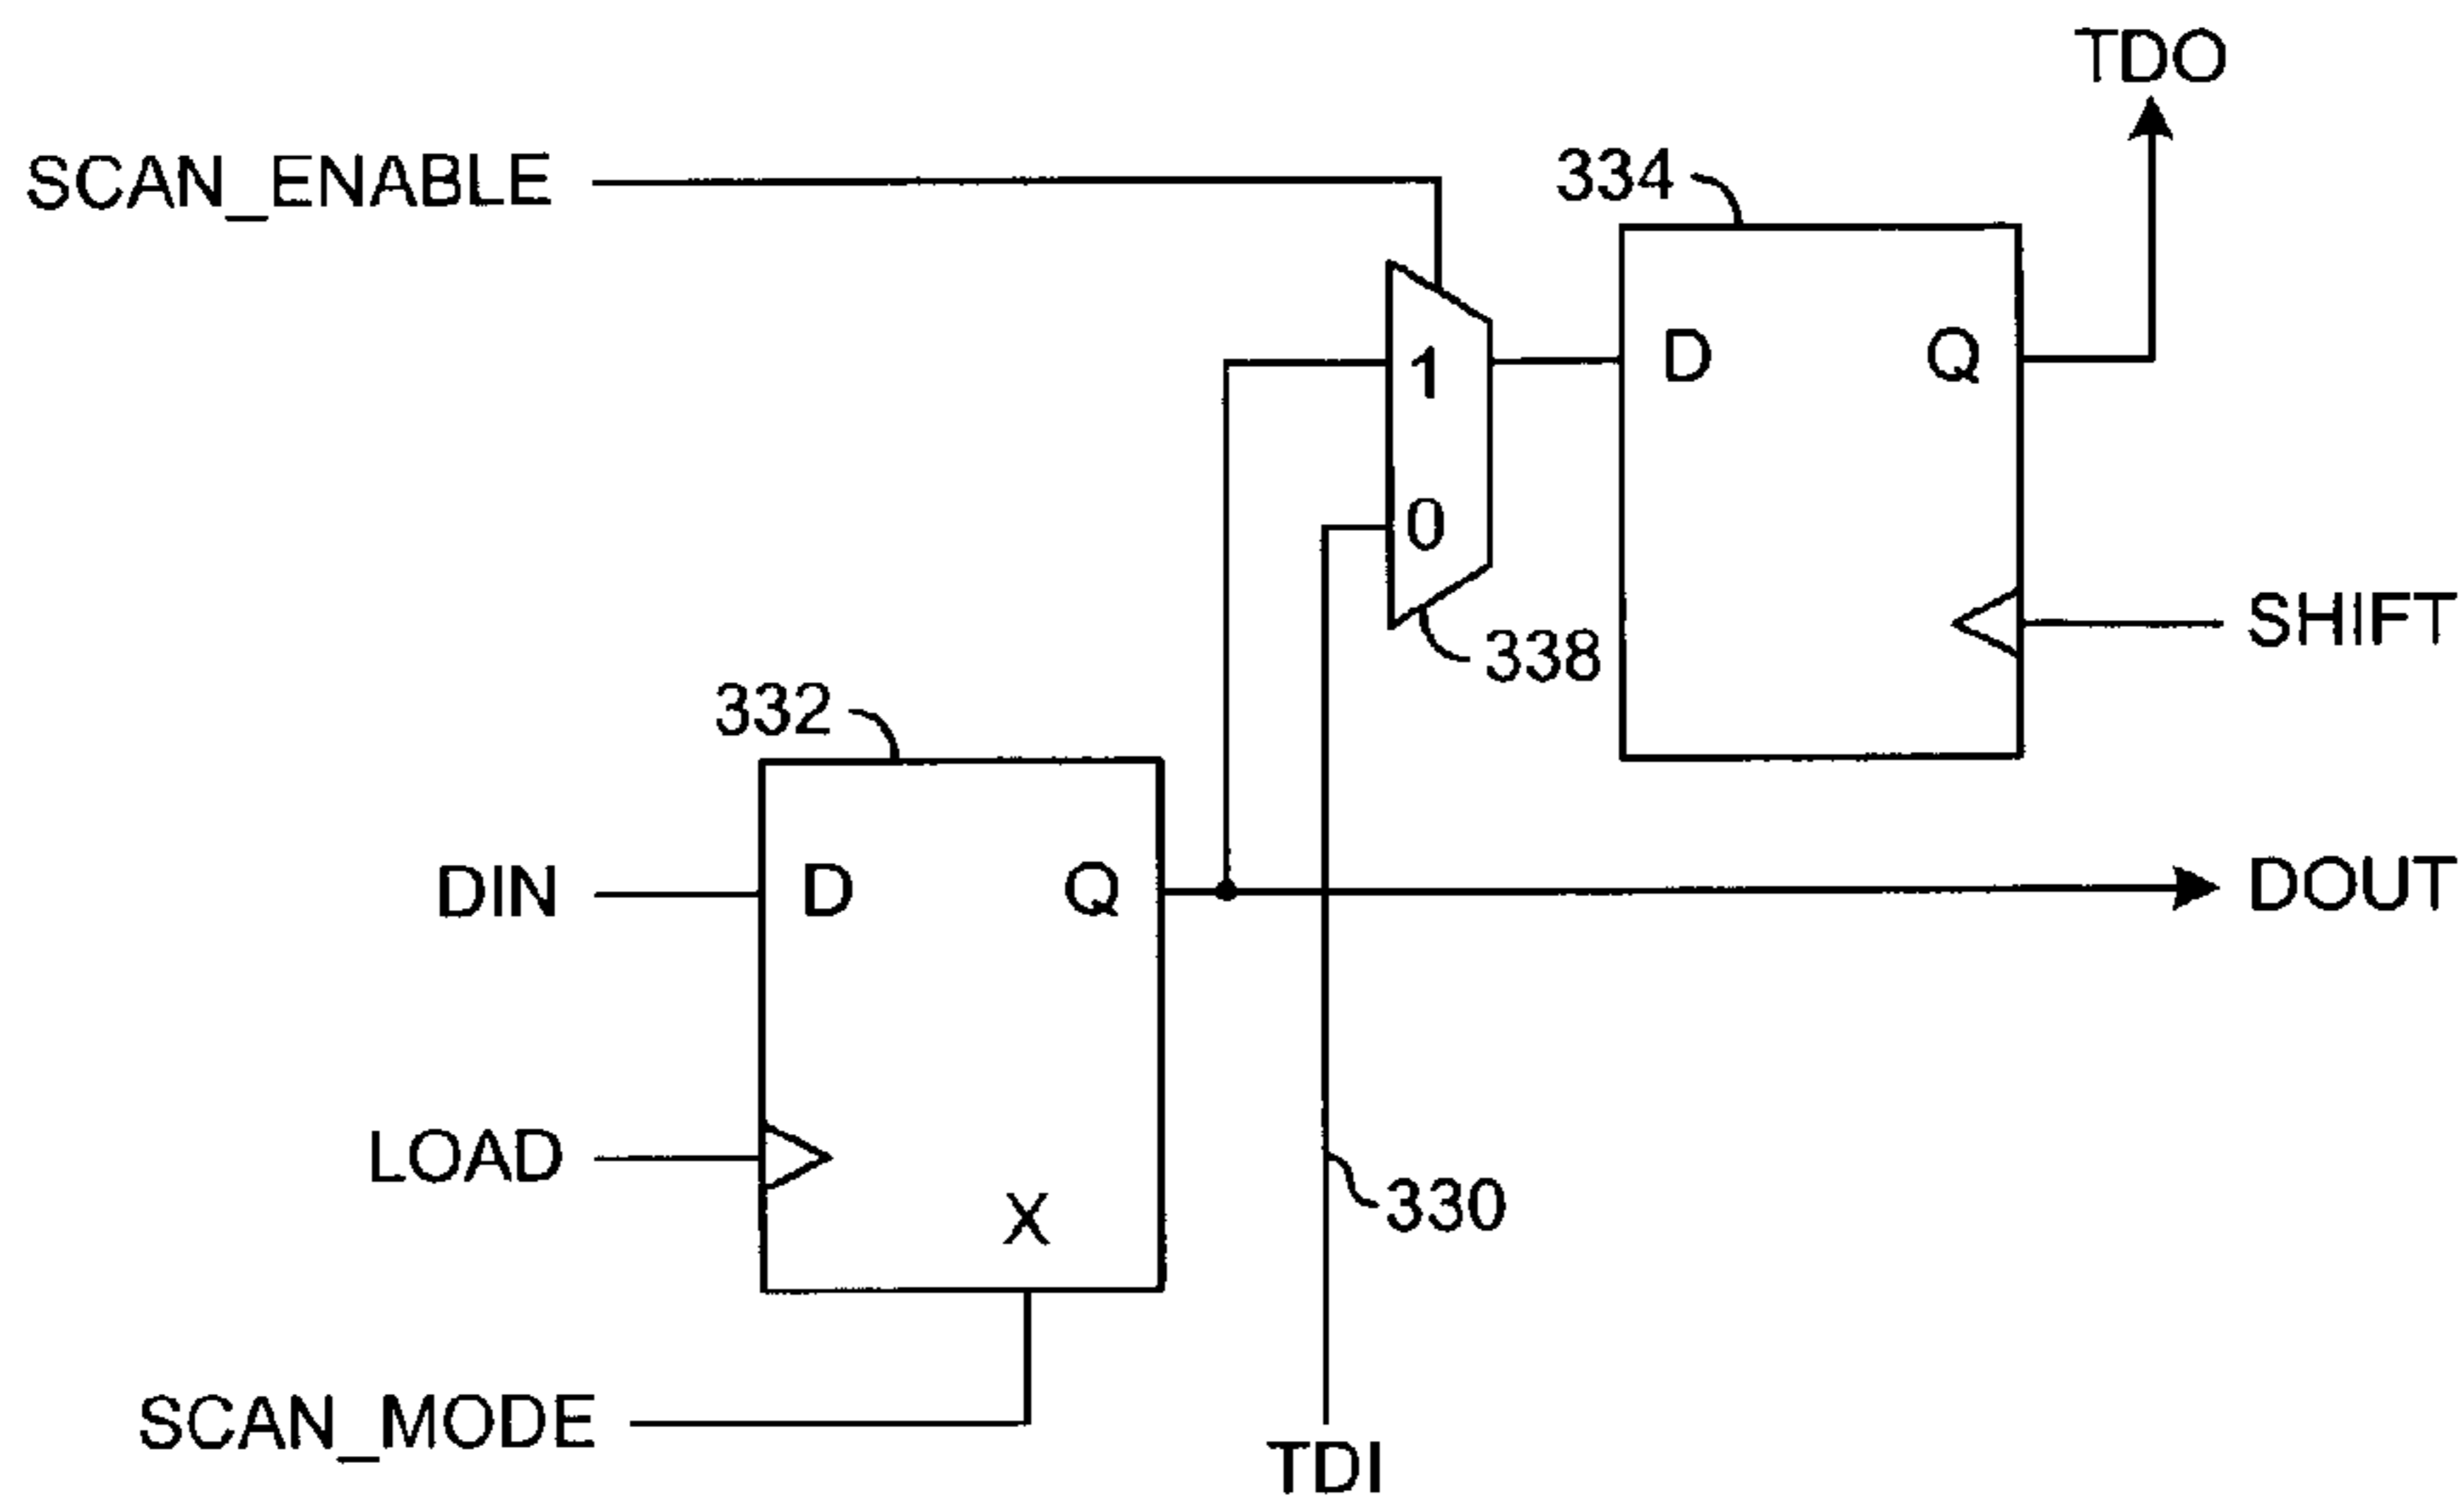 TDO
SCAN_ENABLE
334
1
D
Q
0
SHIFT
338
332
DIN
D
Q
DOUT
LOAD
X
330
SCAN_MODE
TDI